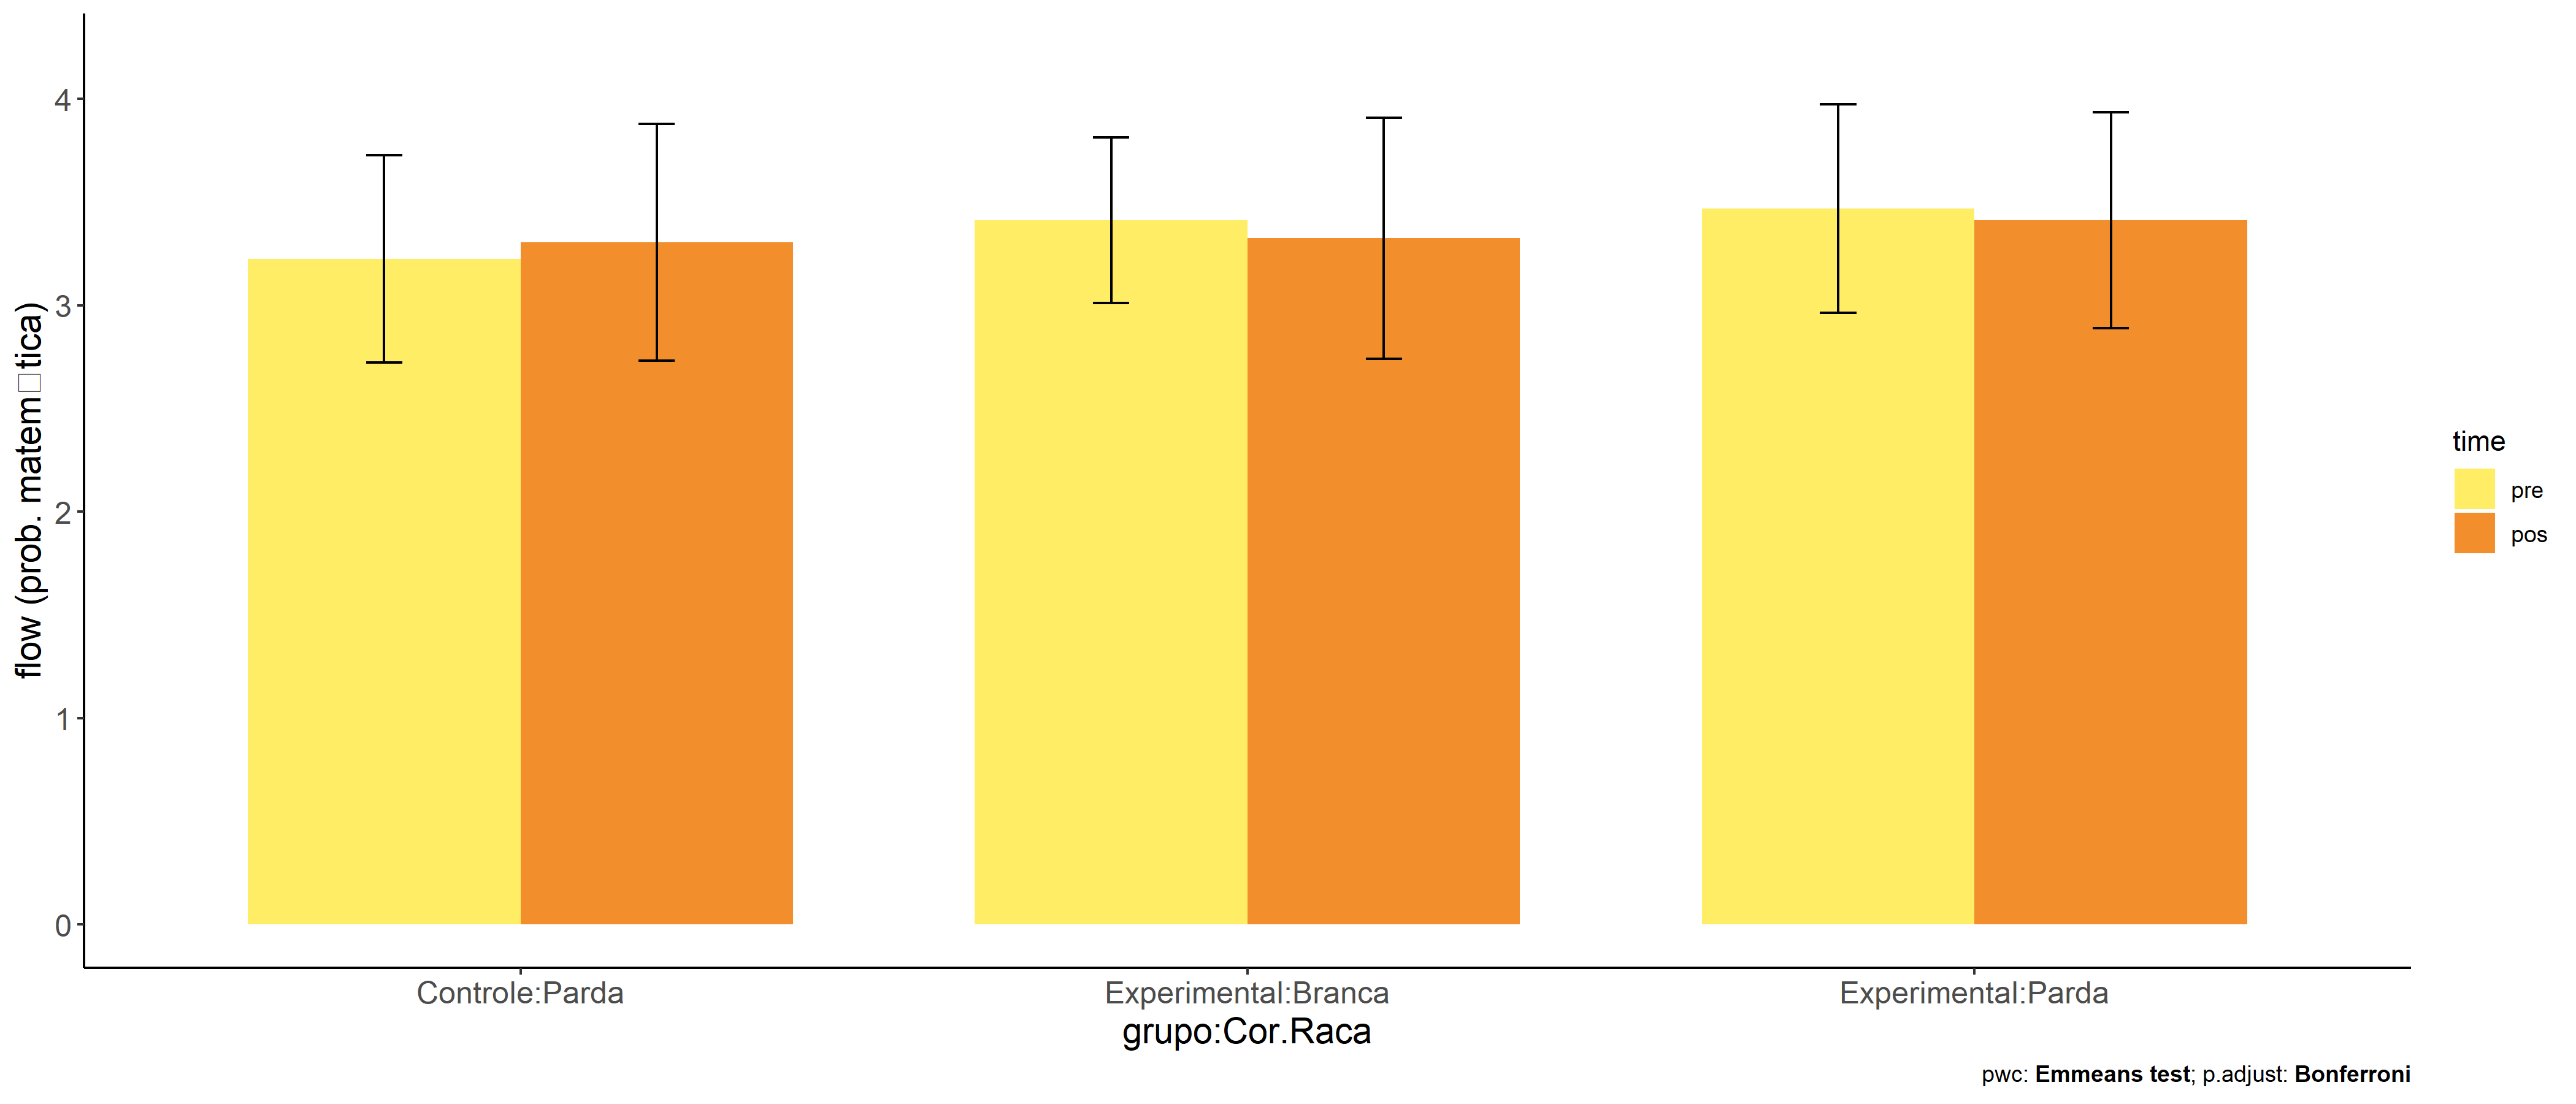 flow (prob. matem□tica)
4
3
2
1
0
Controle:Parda
Experimental:Branca
Experimental:Parda
grupo:Cor.Raca
time
pre
pos
pwc: Emmeans test; p.adjust: Bonferroni